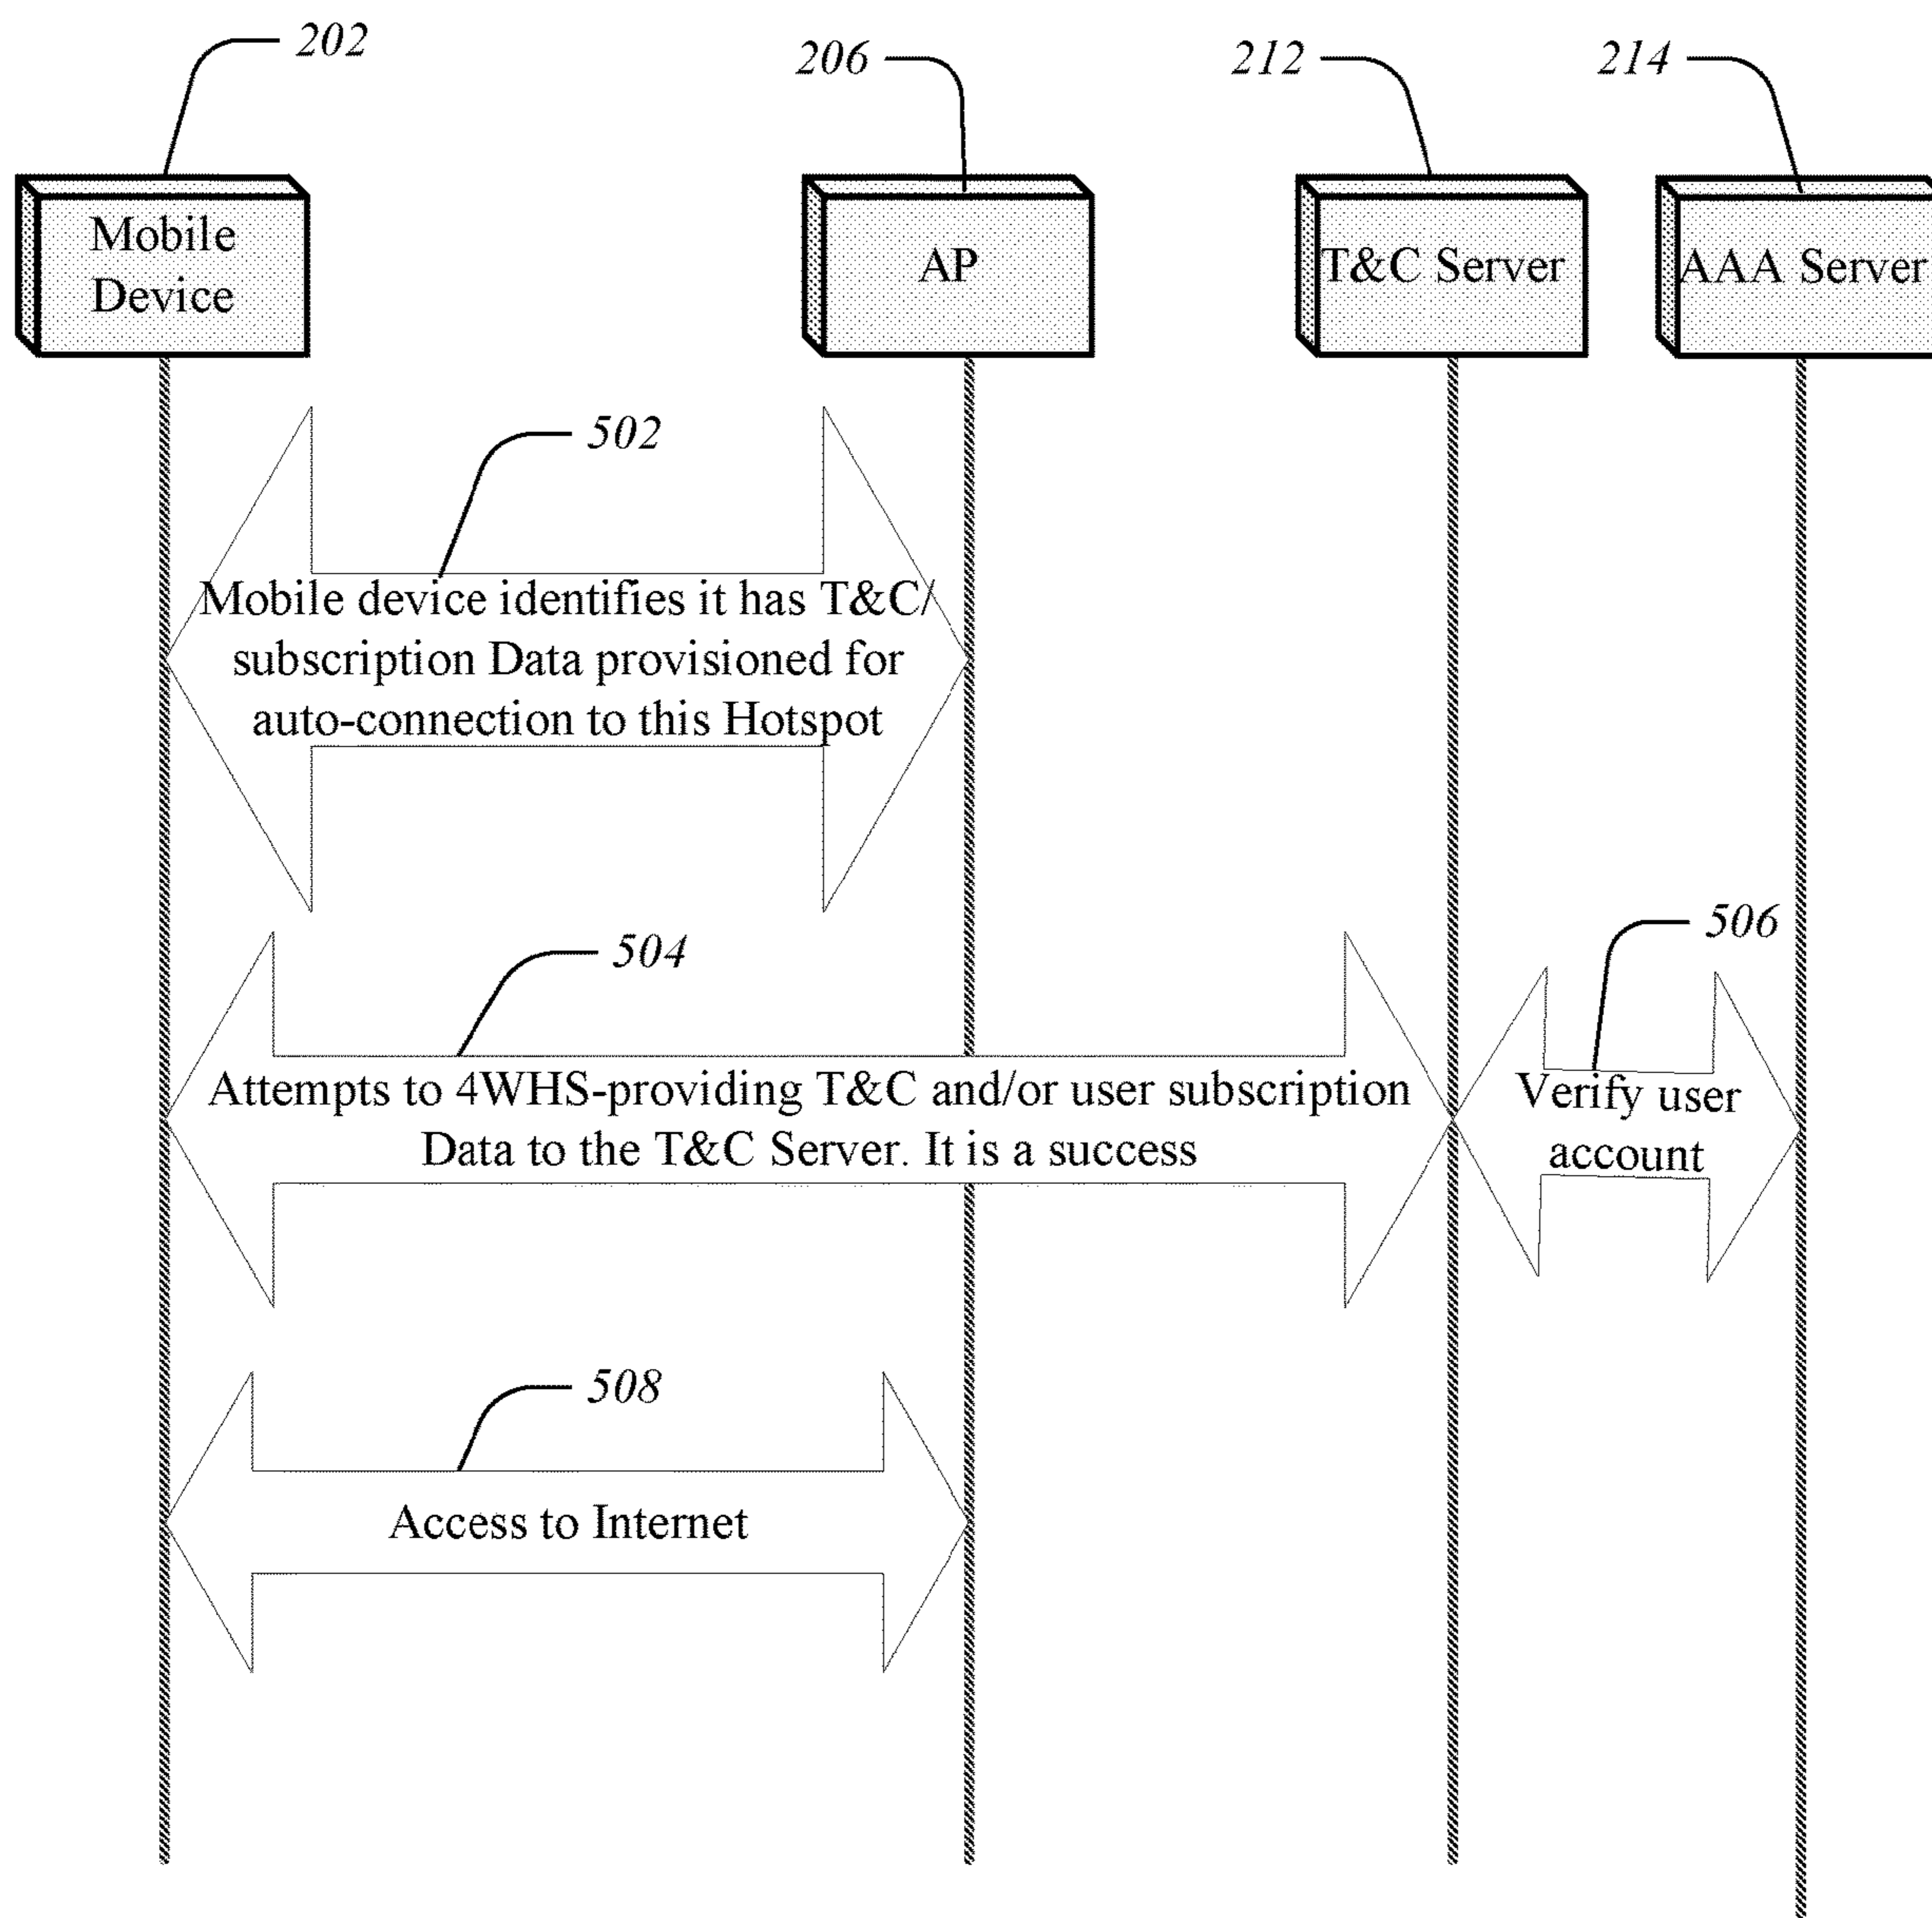 202
206
212
214
Mobile
Device
AP
T&C Server
AAA Server
502
Mobile device identifies it has T&C/
subscription Data provisioned for
auto-connection to this Hotspot
504
506
Attempts to 4WHS-providing T&C and/or user subscription
Data to the T&C Server. It is a success
Verify user
account
508
Access to Internet